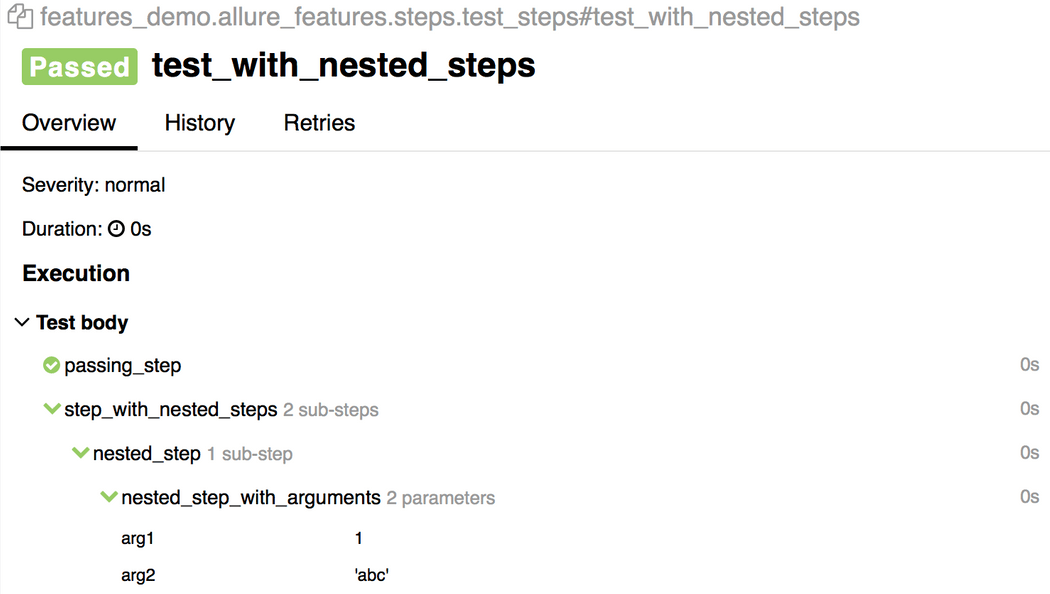 features_demo.allure_features.steps.test_steps#test_with_nested_steps
Passed test_with_nested_steps
Overview History Retries
Severity: normal
Duration: 0s
Execution
Test body
passing_step 0s
step_with_nested_steps 2 sub-steps 0s
nested_step 1 sub-step 0s
nested_step_with_arguments 2 parameters 0s
arg1 1
arg2 'abc'